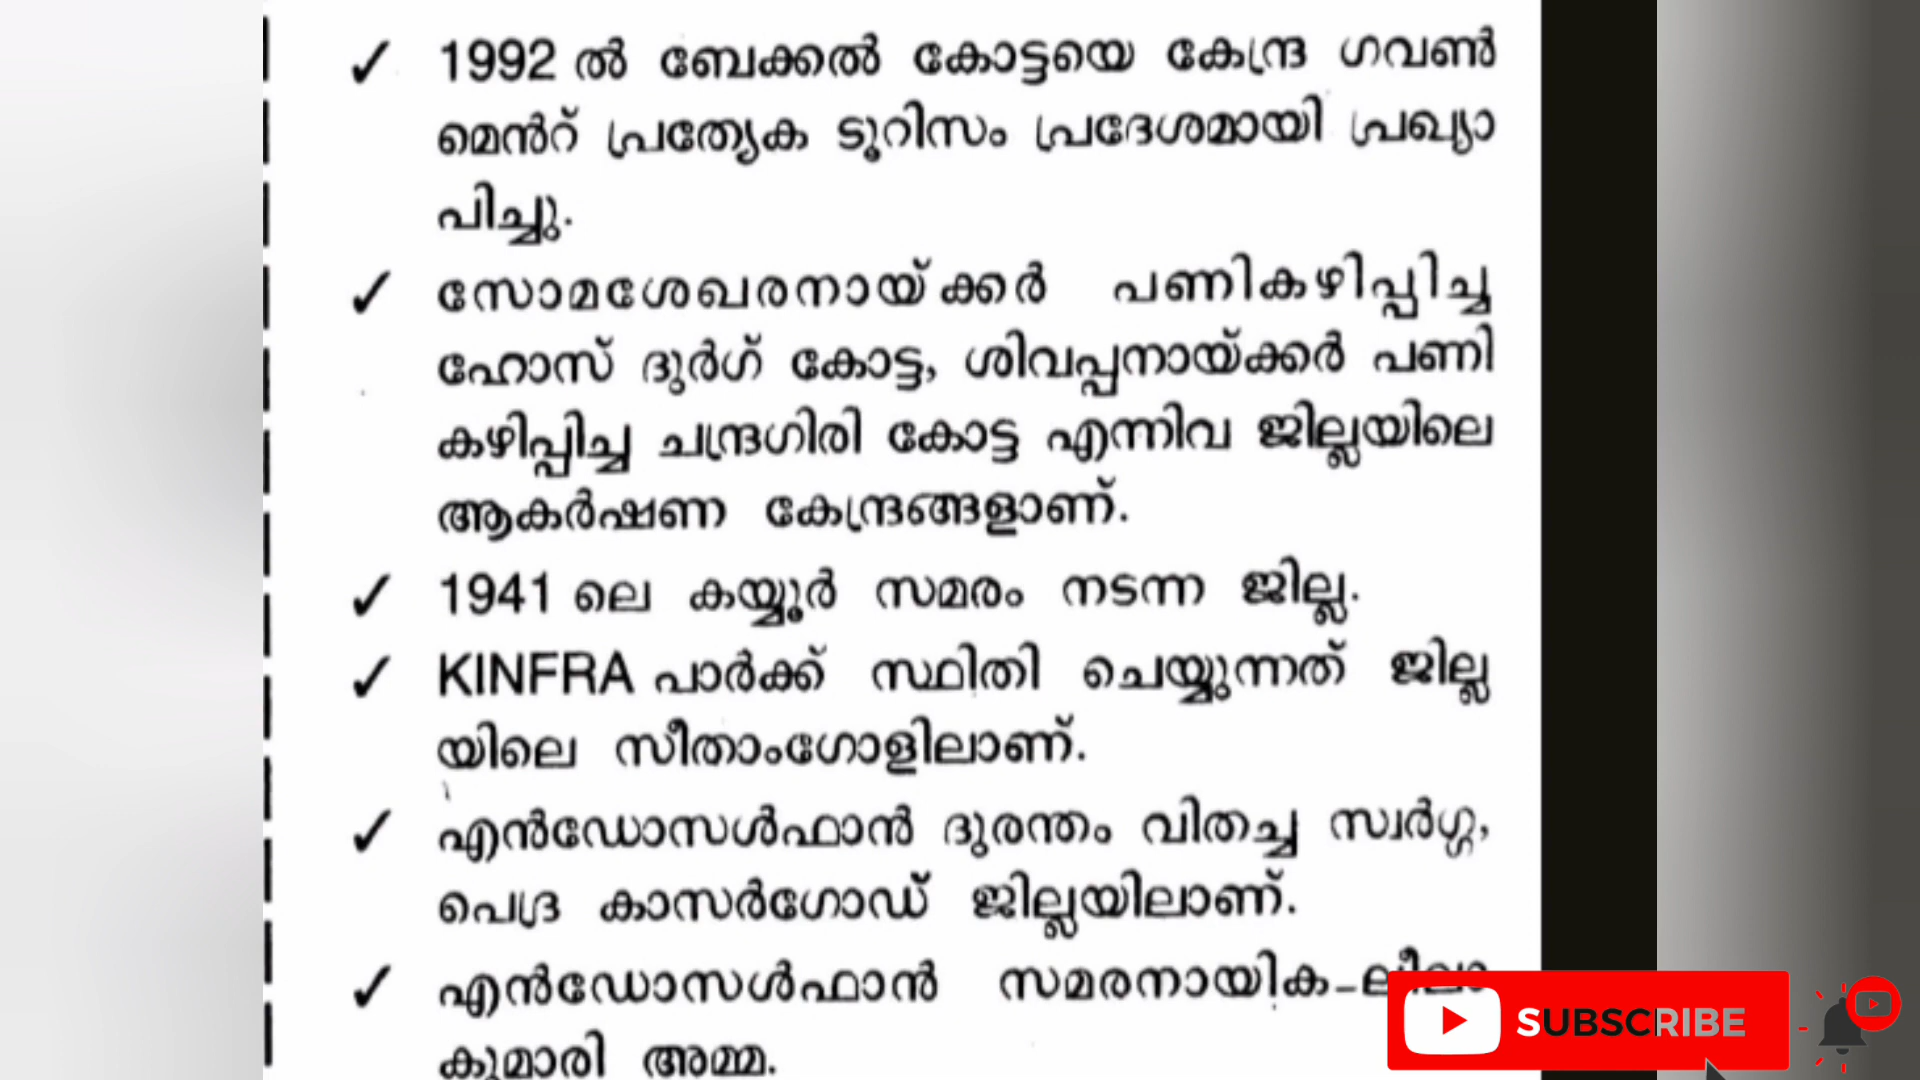 ✓ 1992 ൽ ബേക്കൽ കോട്ടയെ കേന്ദ്ര ഗവൺ
മെൻറ് പ്രത്യേക ടൂറിസം പ്രദേശമായി പ്രഖ്യാ
പിച്ചു.
✓ സോമശേഖരനായ്ക്കർ പണികഴിപ്പിച്ച
ഹോസ് ദുർഗ് കോട്ട, ശിവപ്പനായ്ക്കർ പണി
കഴിപ്പിച്ച ചന്ദ്രഗിരി കോട്ട എന്നിവ ജില്ലയിലെ
ആകർഷണ കേന്ദ്രങ്ങളാണ്.
✓ 1941 ലെ കയ്യൂർ സമരം നടന്ന ജില്ല.
✓ KINFRA പാർക്ക് സ്ഥിതി ചെയ്യുന്നത് ജില്ല
യിലെ സീതാംഗോളിലാണ്.
✓ എൻഡോസൾഫാൻ ദുരന്തം വിതച്ച സ്വർഗ്ഗ,
പെദ്ര കാസർഗോഡ് ജില്ലയിലാണ്.
✓ എൻഡോസൾഫാൻ സമരനായിക-ലീലാ
കുമാരി അമ്മ.
SUBSCRIBE